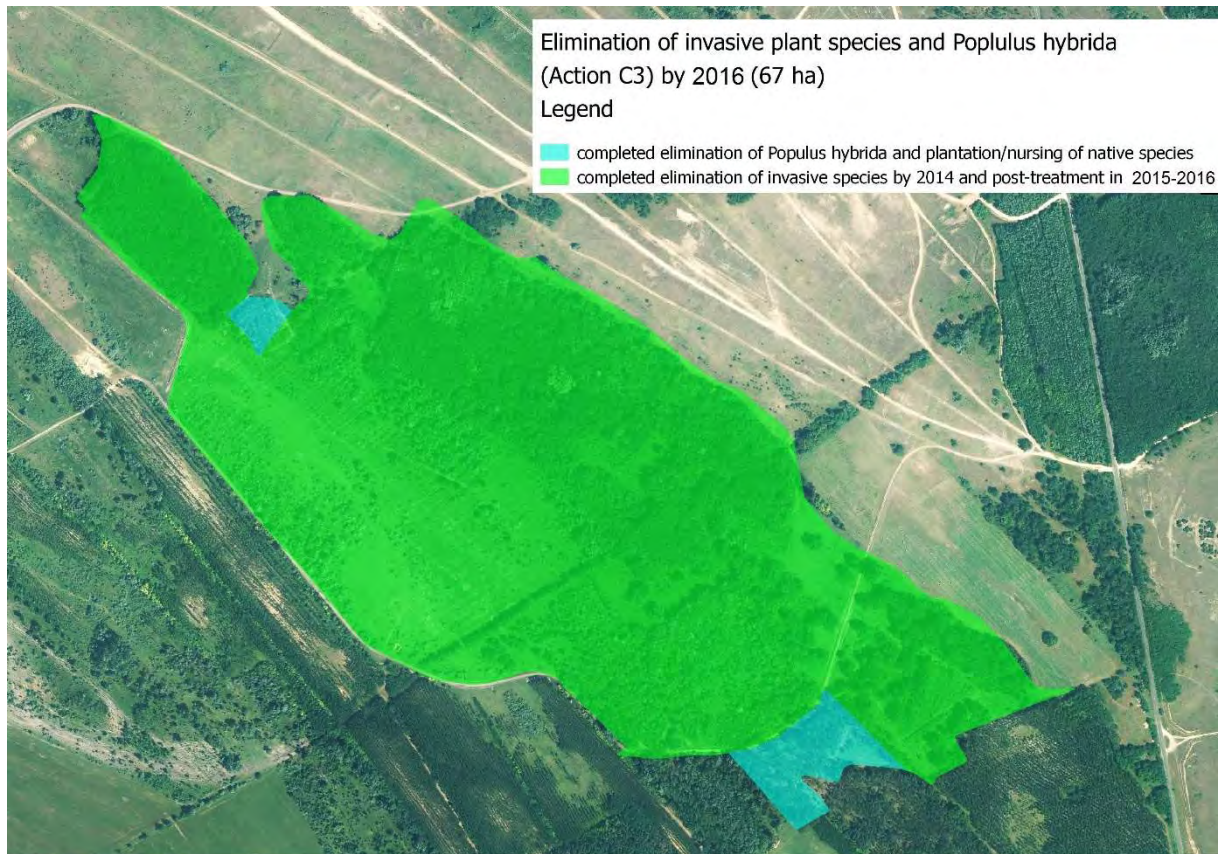 Elimination of invasive plant species and Poplulus hybrida
(Action C3) by 2016 (67 ha)
Legend
completed elimination of Populus hybrida and plantation/nursing of native species
completed elimination of invasive species by 2014 and post-treatment in 2015-2016